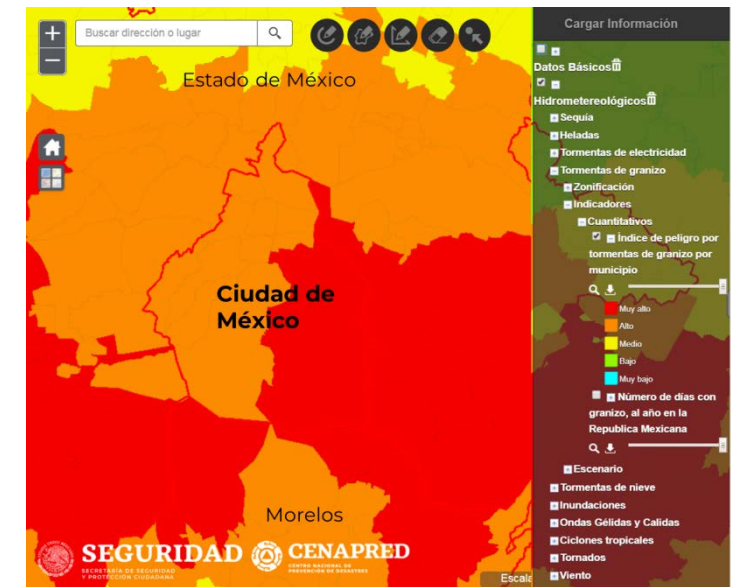 +
−
Buscar dirección o lugar
Estado de México
Ciudad de
México
Morelos
SEGURIDAD
SECRETARÍA DE SEGURIDAD
Y PROTECCIÓN CIUDADANA
CENAPRED
CENTRO NACIONAL DE
PREVENCIÓN DE DESASTRES
Escala
Cargar Información
Datos Básicos
Hidrometereológicos
Sequía
Heladas
Tormentas de electricidad
Tormentas de granizo
Zonificación
Indicadores
Cuantitativos
Índice de peligro por
tormentas de granizo por
municipio
Muy alto
Alto
Medio
Bajo
Muy bajo
Número de días con
granizo, al año en la
Republica Mexicana
Escenario
Tormentas de nieve
Inundaciones
Ondas Gélidas y Calidas
Ciclones tropicales
Tornados
Viento